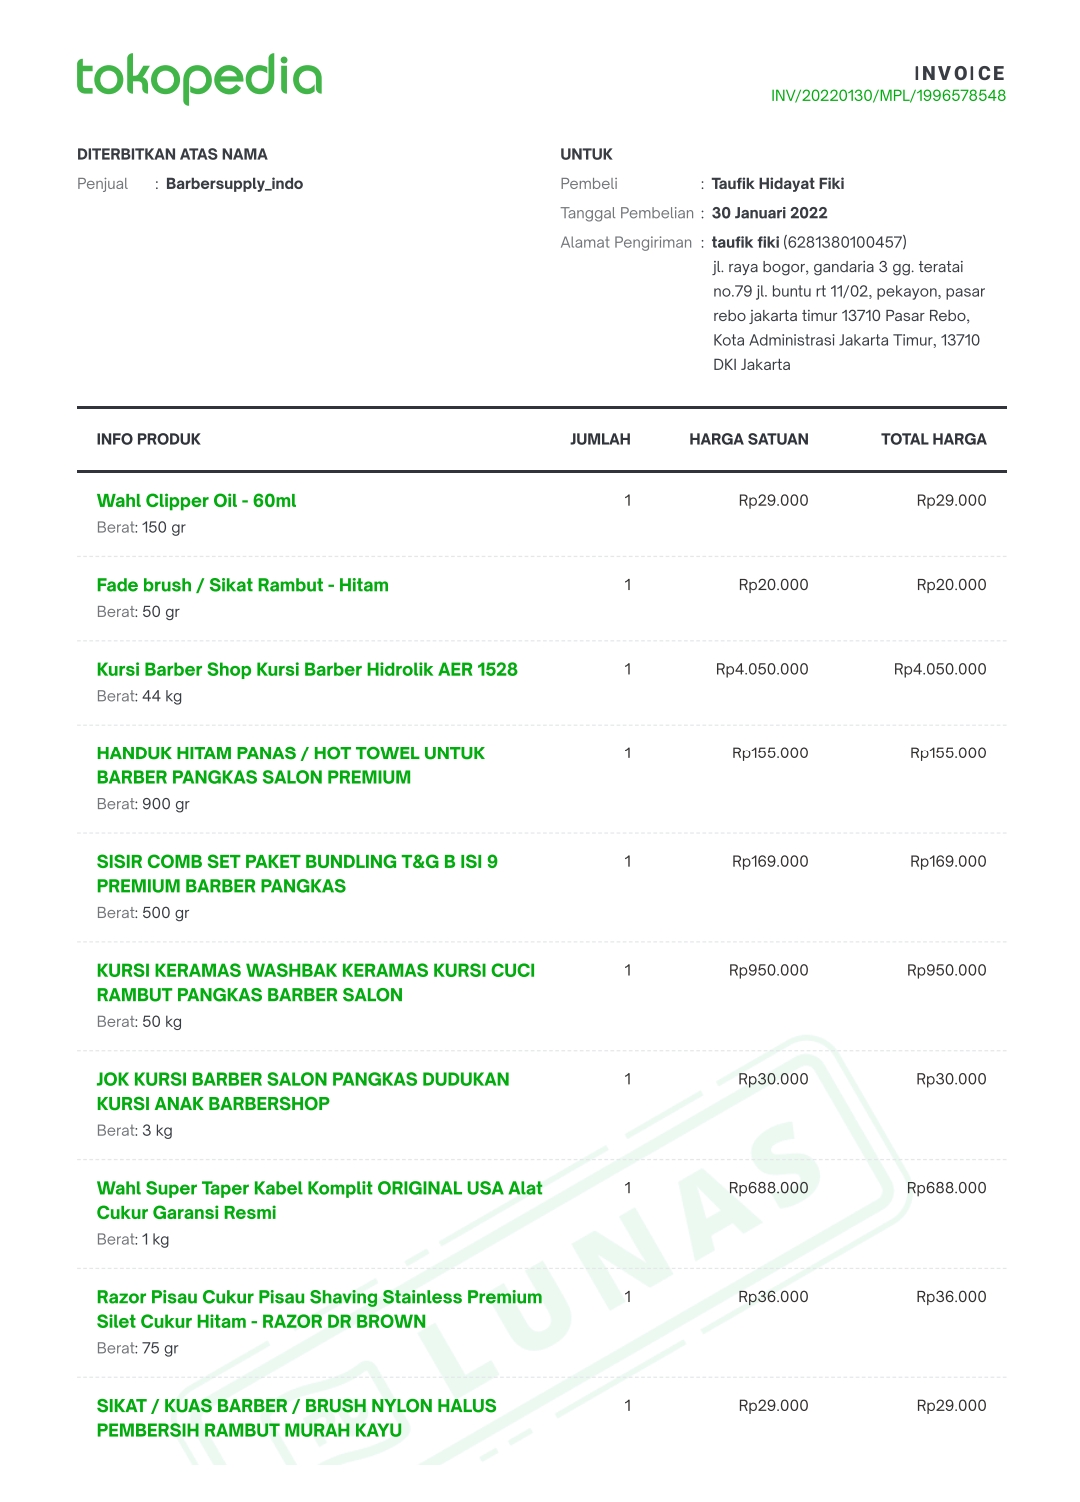 tokopedia
INVOICE
INV/20220130/MPL/1996578548
DITERBITKAN ATAS NAMA
Penjual : Barbersupply_indo
UNTUK
Pembeli : Taufik Hidayat Fiki
Tanggal Pembelian : 30 Januari 2022
Alamat Pengiriman : taufik fiki (6281380100457)
jl. raya bogor, gandaria 3 gg. teratai
no.79 jl. buntu rt 11/02, pekayon, pasar
rebo jakarta timur 13710 Pasar Rebo,
Kota Administrasi Jakarta Timur, 13710
DKI Jakarta
INFO PRODUK JUMLAH HARGA SATUAN TOTAL HARGA
Wahl Clipper Oil - 60ml 1 Rp29.000 Rp29.000
Berat: 150 gr
Fade brush / Sikat Rambut - Hitam 1 Rp20.000 Rp20.000
Berat: 50 gr
Kursi Barber Shop Kursi Barber Hidrolik AER 1528 1 Rp4.050.000 Rp4.050.000
Berat: 44 kg
HANDUK HITAM PANAS / HOT TOWEL UNTUK 1 Rp155.000 Rp155.000
BARBER PANGKAS SALON PREMIUM
Berat: 900 gr
SISIR COMB SET PAKET BUNDLING T&G B ISI 9 1 Rp169.000 Rp169.000
PREMIUM BARBER PANGKAS
Berat: 500 gr
KURSI KERAMAS WASHBAK KERAMAS KURSI CUCI 1 Rp950.000 Rp950.000
RAMBUT PANGKAS BARBER SALON
Berat: 50 kg
JOK KURSI BARBER SALON PANGKAS DUDUKAN 1 Rp30.000 Rp30.000
KURSI ANAK BARBERSHOP
Berat: 3 kg
Wahl Super Taper Kabel Komplit ORIGINAL USA Alat 1 Rp688.000 Rp688.000
Cukur Garansi Resmi
Berat: 1 kg
Razor Pisau Cukur Pisau Shaving Stainless Premium 1 Rp36.000 Rp36.000
Silet Cukur Hitam - RAZOR DR BROWN
Berat: 75 gr
SIKAT / KUAS BARBER / BRUSH NYLON HALUS 1 Rp29.000 Rp29.000
PEMBERSIH RAMBUT MURAH KAYU
LUNAS